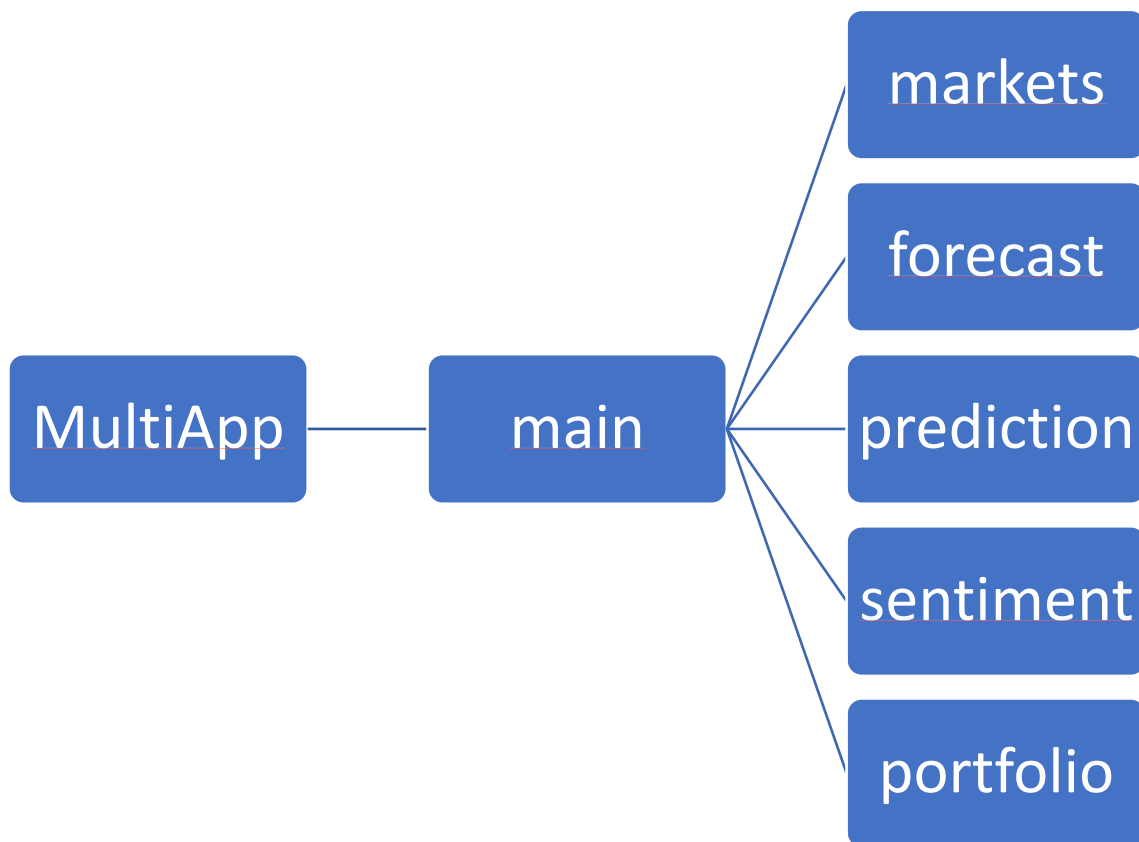 markets
forecast
MultiApp
main
prediction
sentiment
portfolio